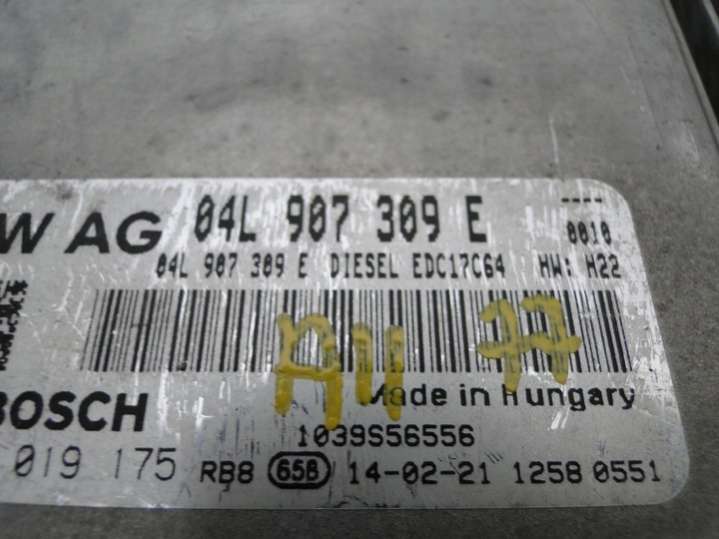 W AG 04L 907 309 E ----
0010
04L 907 309 E DIESEL EDC17C64 HW: H22
AU 77
BOSCH Made in Hungary
1039S56556
019 175 RB8 656 14-02-21 1258 0551